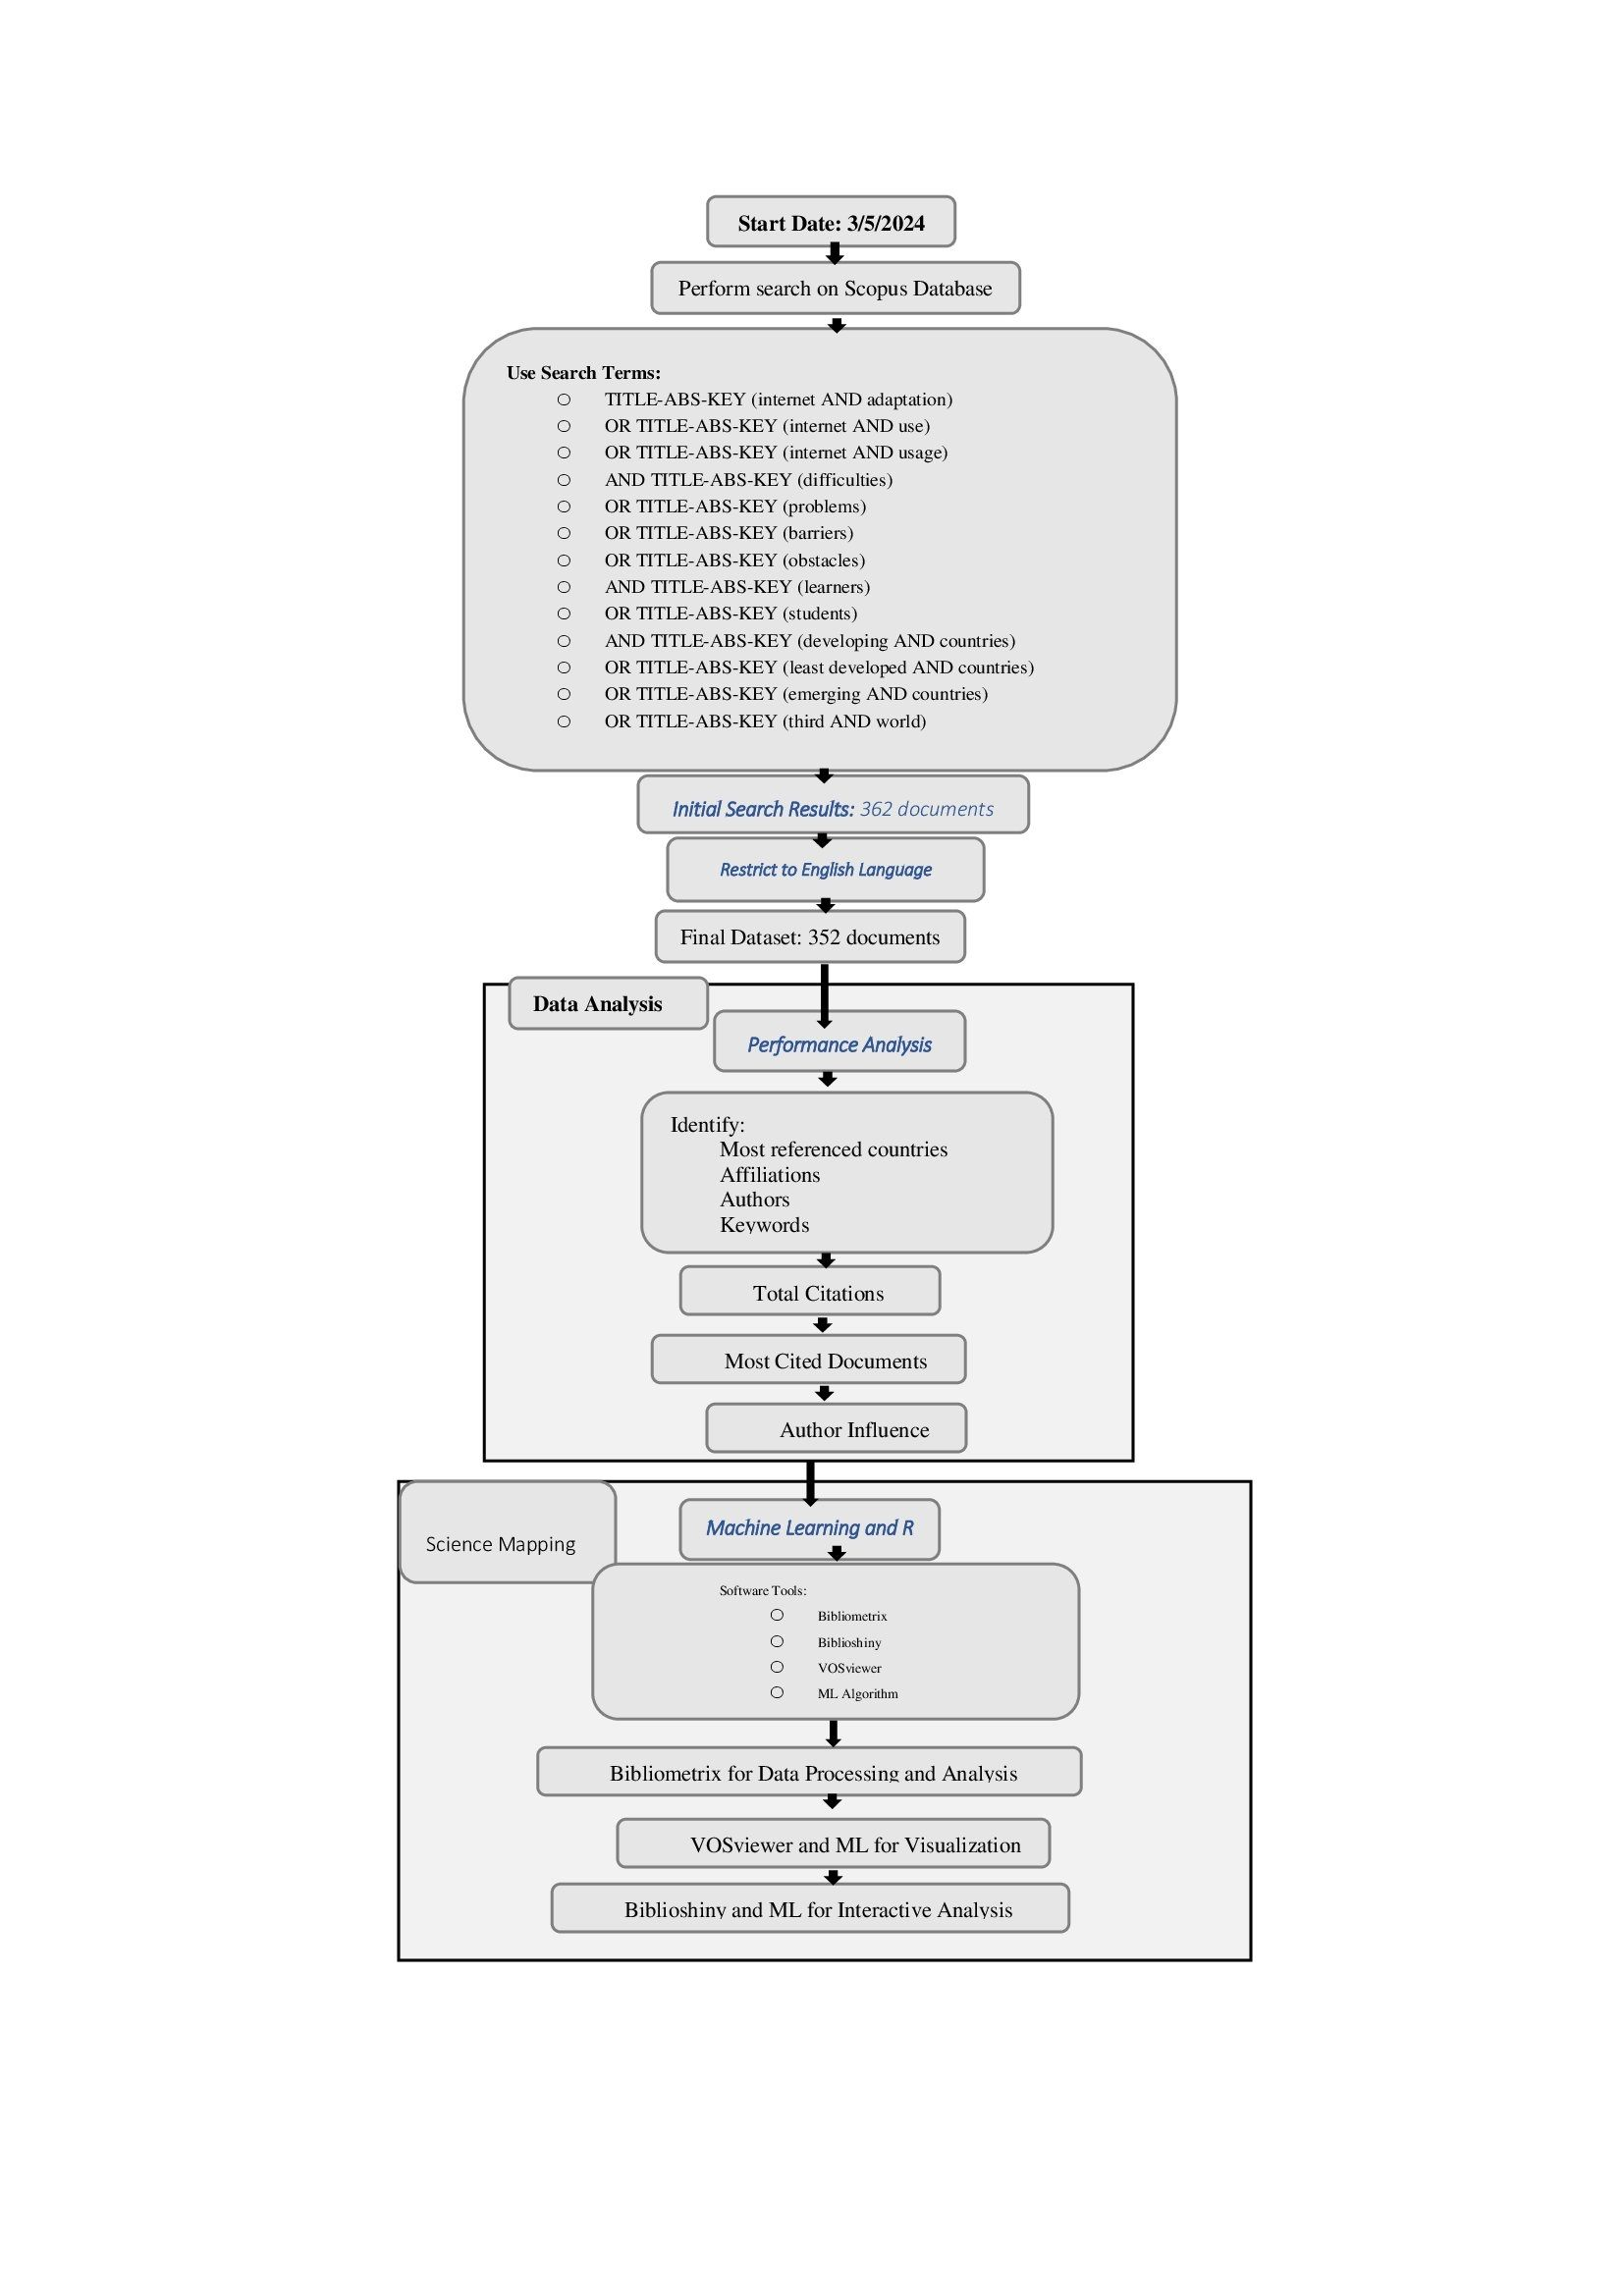 Start Date: 3/5/2024
Perform search on Scopus Database
Use Search Terms:
TITLE-ABS-KEY (internet AND adaptation)
OR TITLE-ABS-KEY (internet AND use)
OR TITLE-ABS-KEY (internet AND usage)
AND TITLE-ABS-KEY (difficulties)
OR TITLE-ABS-KEY (problems)
OR TITLE-ABS-KEY (barriers)
OR TITLE-ABS-KEY (obstacles)
AND TITLE-ABS-KEY (learners)
OR TITLE-ABS-KEY (students)
AND TITLE-ABS-KEY (developing AND countries)
OR TITLE-ABS-KEY (least developed AND countries)
OR TITLE-ABS-KEY (emerging AND countries)
OR TITLE-ABS-KEY (third AND world)
Initial Search Results: 362 documents
Restrict to English Language
Final Dataset: 352 documents
Data Analysis
Performance Analysis
Identify:
Most referenced countries
Affiliations
Authors
Keywords
Total Citations
Most Cited Documents
Author Influence
Science Mapping
Machine Learning and R
Software Tools:
Bibliometrix
Biblioshiny
VOSviewer
ML Algorithm
Bibliometrix for Data Processing and Analysis
VOSviewer and ML for Visualization
Biblioshiny and ML for Interactive Analysis